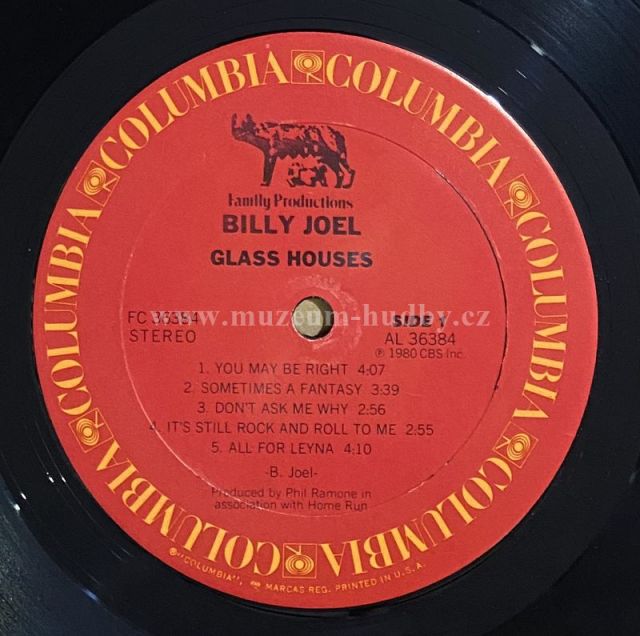 COLUMBIA COLUMBIA COLUMBIA COLUMBIA COLUMBIA COLUMBIA COLUMBIA COLUMBIA
Family Productions
BILLY JOEL
GLASS HOUSES
www.muzeum-hudby.cz
FC 36384
STEREO
SIDE 1
AL 36384
℗ 1980 CBS Inc.
1. YOU MAY BE RIGHT 4:07
2. SOMETIMES A FANTASY 3:39
3. DON'T ASK ME WHY 2:56
4. IT'S STILL ROCK AND ROLL TO ME 2:55
5. ALL FOR LEYNA 4:10
-B. Joel-
Produced by Phil Ramone in
association with Home Run
®"COLUMBIA", MARCAS REG. PRINTED IN U.S.A.